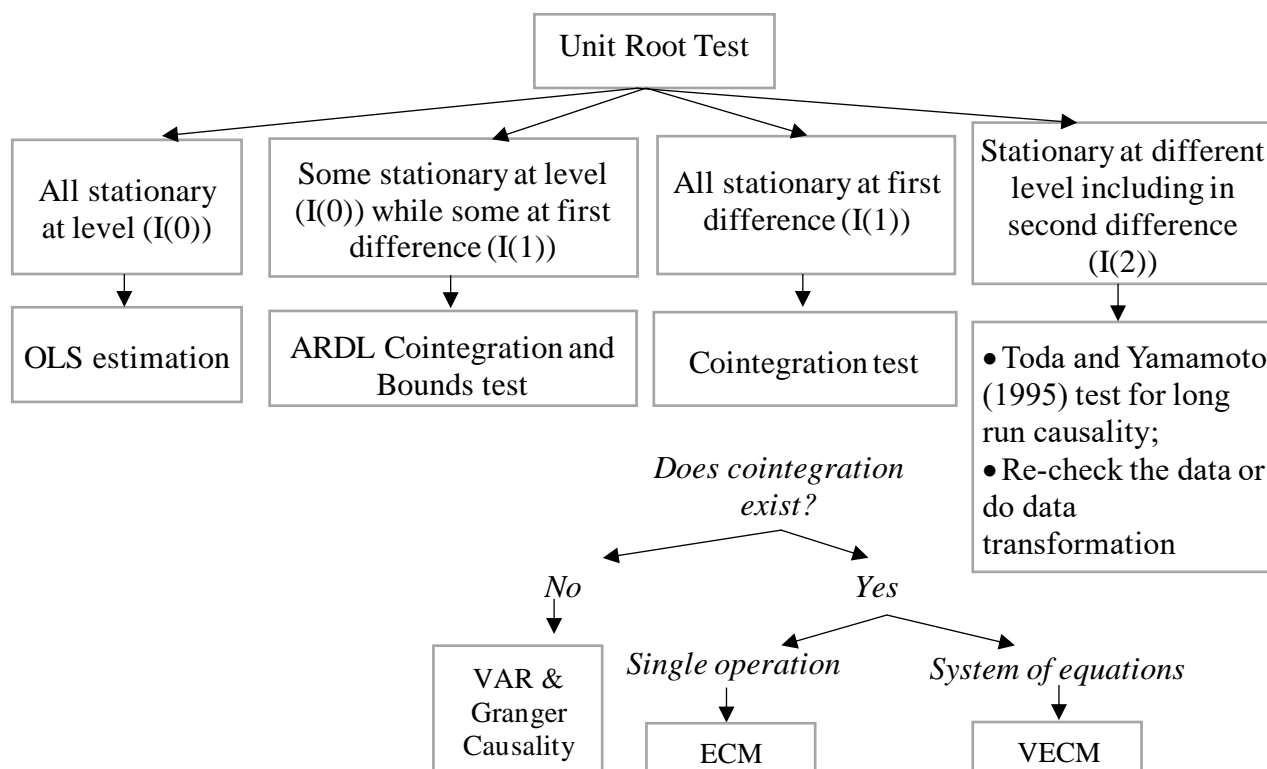 Unit Root Test
All stationary
at level (I(0))
Some stationary at level
(I(0)) while some at first
difference (I(1))
All stationary at first
difference (I(1))
Stationary at different
level including in
second difference
(I(2))
OLS estimation
ARDL Cointegration and
Bounds test
Cointegration test
• Toda and Yamamoto
(1995) test for long
run causality;
• Re-check the data or
do data
transformation
Does cointegration
exist?
No
Yes
VAR &
Granger
Causality
Single operation
System of equations
ECM
VECM